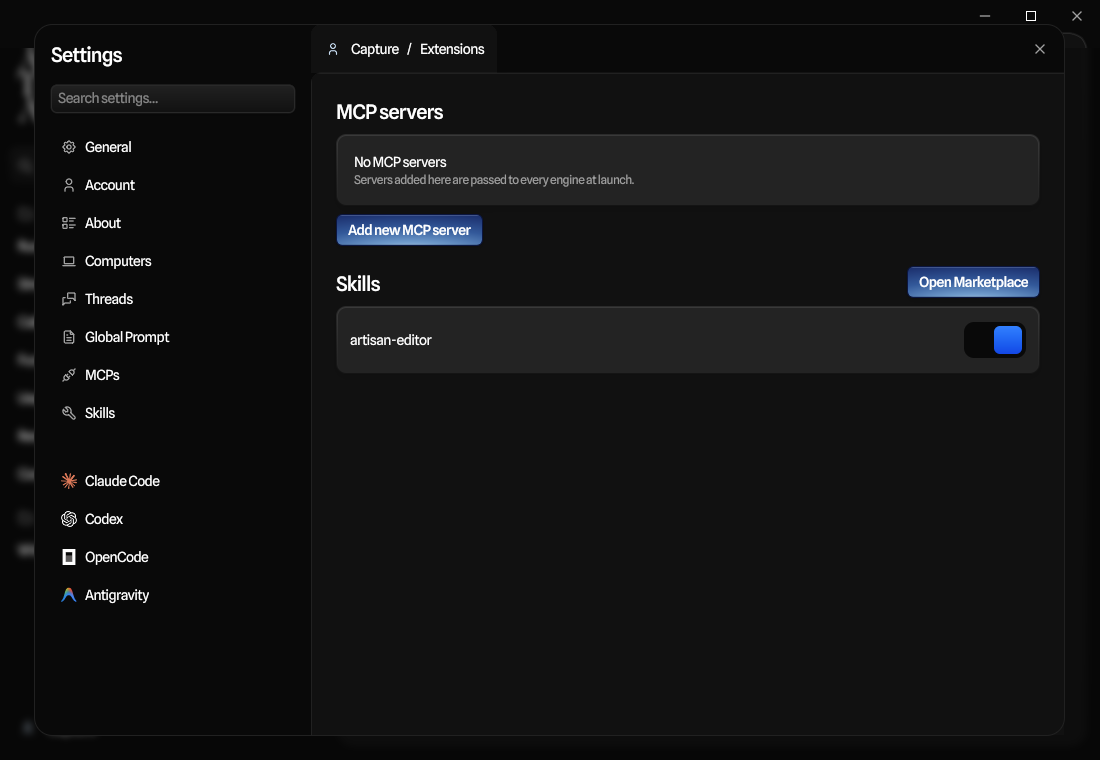 Settings
Search settings...
General
Account
About
Computers
Threads
Global Prompt
MCPs
Skills
Claude Code
Codex
OpenCode
Antigravity
Capture / Extensions
MCP servers
No MCP servers
Servers added here are passed to every engine at launch.
Add new MCP server
Skills
Open Marketplace
artisan-editor